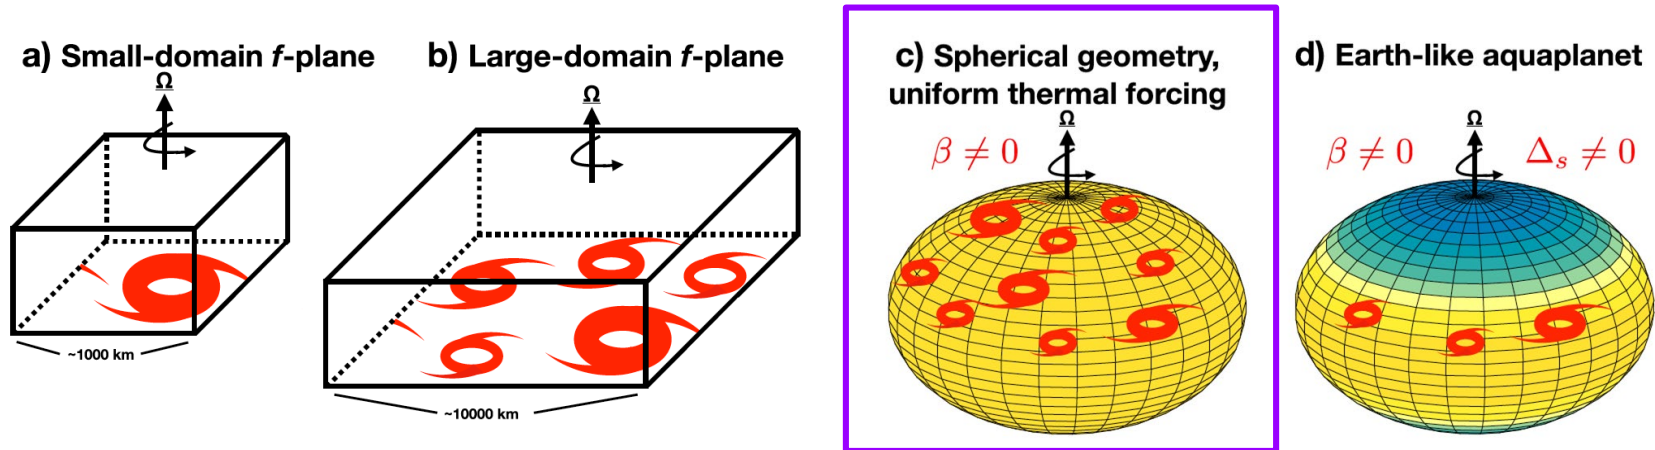 a) Small-domain f-plane
Ω
~1000 km
b) Large-domain f-plane
Ω
~10000 km
c) Spherical geometry,
uniform thermal forcing
Ω
β ≠ 0
d) Earth-like aquaplanet
Ω
β ≠ 0
Δₛ ≠ 0